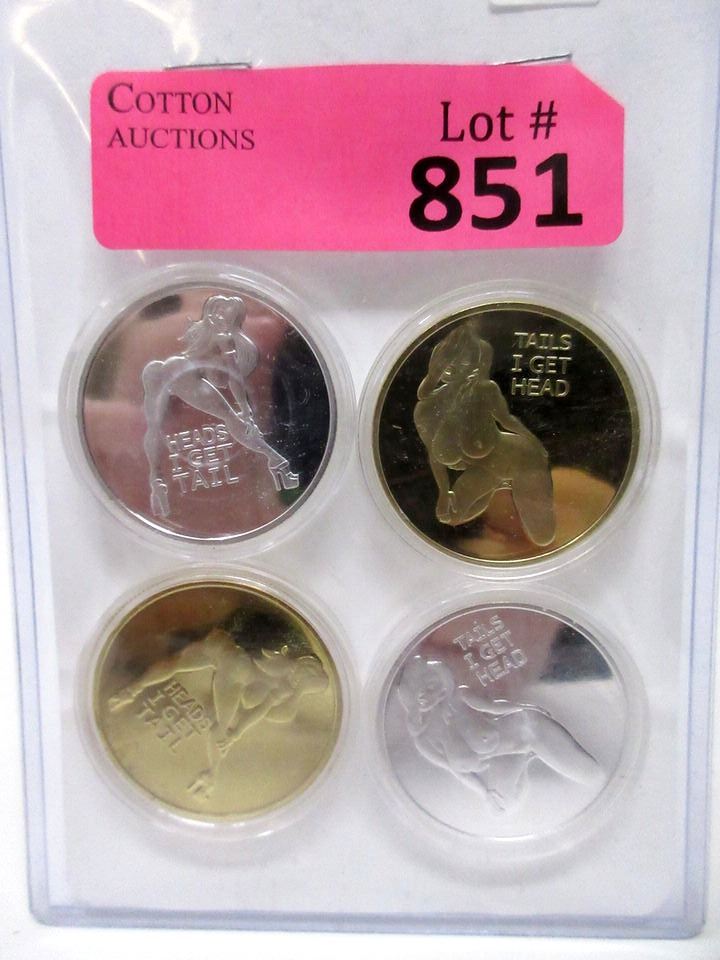 COTTON
AUCTIONS
Lot #
851
HEADS
I GET
TAIL
TAILS
I GET
HEAD
HEADS
I GET
TAIL
TAILS
I GET
HEAD